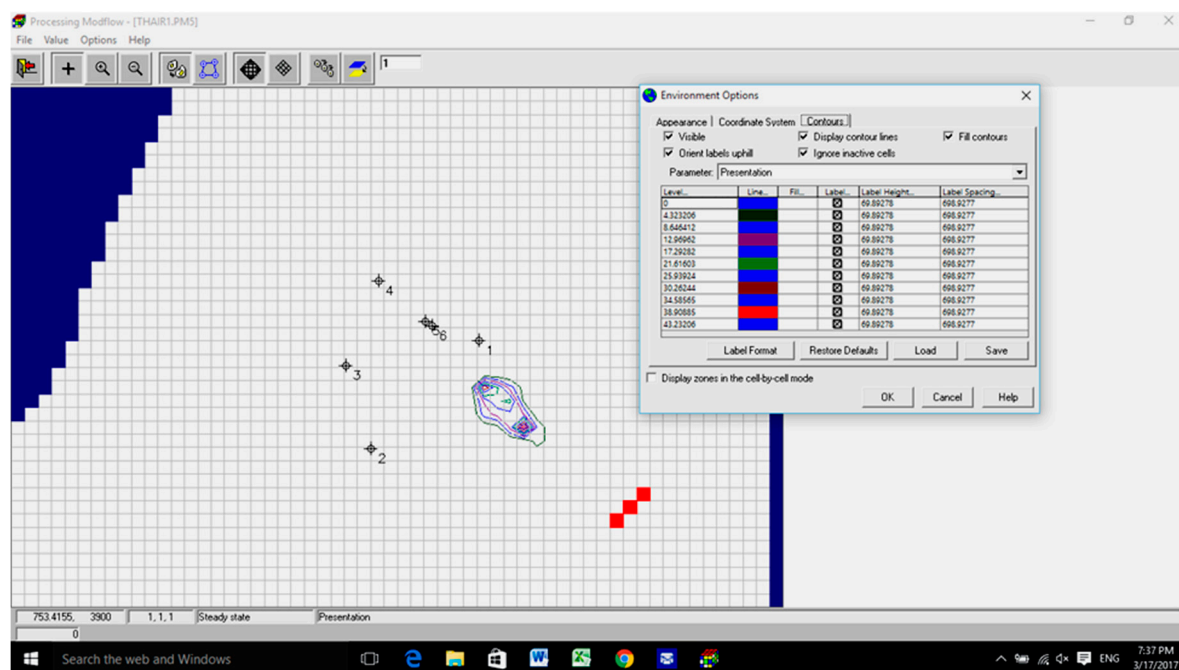 Processing Modflow - [THAIR1.PM5]
File Value Options Help
1
Environment Options
Appearance Coordinate System Contours
Visible Display contour lines Fill contours
Orient labels uphill Ignore inactive cells
Parameter: Presentation
Level... Line... Fill... Label... Label Height... Label Spacing...
0 69.89278 698.9277
4.323206 69.89278 698.9277
8.646412 69.89278 698.9277
12.96962 69.89278 698.9277
17.29282 69.89278 698.9277
21.61603 69.89278 698.9277
25.93924 69.89278 698.9277
30.26244 69.89278 698.9277
34.58565 69.89278 698.9277
38.90885 69.89278 698.9277
43.23206 69.89278 698.9277
Label Format Restore Defaults Load Save
Display zones in the cell-by-cell mode
OK Cancel Help
4
6
1
3
2
753.4155, 3900 1, 1, 1 Steady state Presentation
0
Search the web and Windows
ENG
7:37 PM
3/17/2017